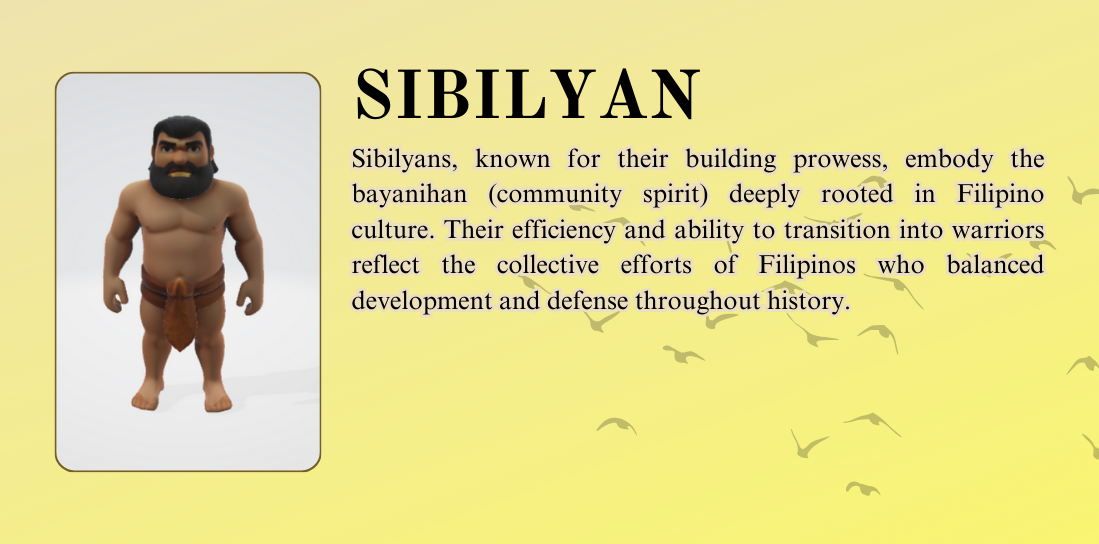 SIBILYAN
Sibilyans, known for their building prowess, embody the
bayanihan (community spirit) deeply rooted in Filipino
culture. Their efficiency and ability to transition into warriors
reflect the collective efforts of Filipinos who balanced
development and defense throughout history.